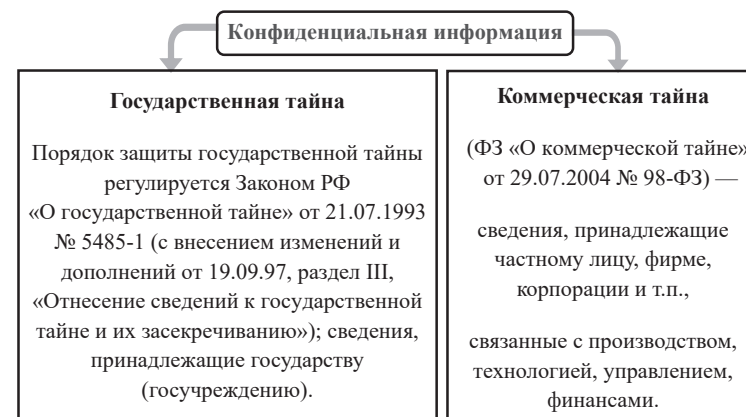 Конфиденциальная информация
Государственная тайна
Порядок защиты государственной тайны
регулируется Законом РФ
«О государственной тайне» от 21.07.1993
№ 5485-1 (с внесением изменений и
дополнений от 19.09.97, раздел III,
«Отнесение сведений к государственной
тайне и их засекречиванию»); сведения,
принадлежащие государству
(госучреждению).
Коммерческая тайна
(ФЗ «О коммерческой тайне»
от 29.07.2004 № 98-ФЗ) —
сведения, принадлежащие
частному лицу, фирме,
корпорации и т.п.,
связанные с производством,
технологией, управлением,
финансами.